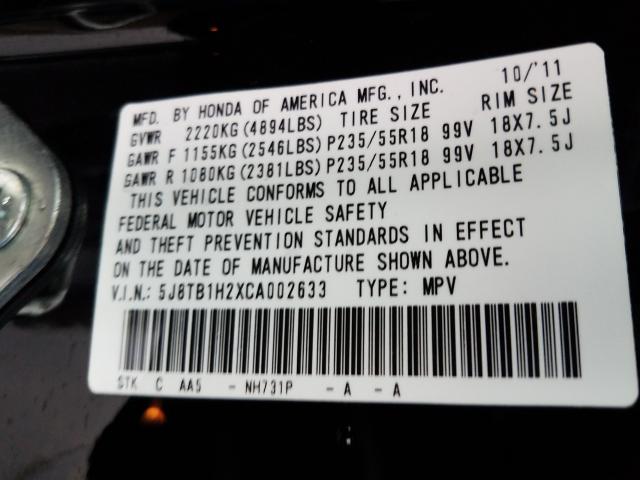 MFD. BY HONDA OF AMERICA MFG., INC. 10/'11
GVWR 2220KG(4894LBS) TIRE SIZE RIM SIZE
GAWR F 1155KG(2546LBS)P235/55R18 99V 18X7.5J
GAWR R 1080KG(2381LBS)P235/55R18 99V 18X7.5J
THIS VEHICLE CONFORMS TO ALL APPLICABLE
FEDERAL MOTOR VEHICLE SAFETY
AND THEFT PREVENTION STANDARDS IN EFFECT
ON THE DATE OF MANUFACTURE SHOWN ABOVE.
V.I.N.: 5J8TB1H2XCA002633 TYPE: MPV
STK C AA5 - NH731P - A - A